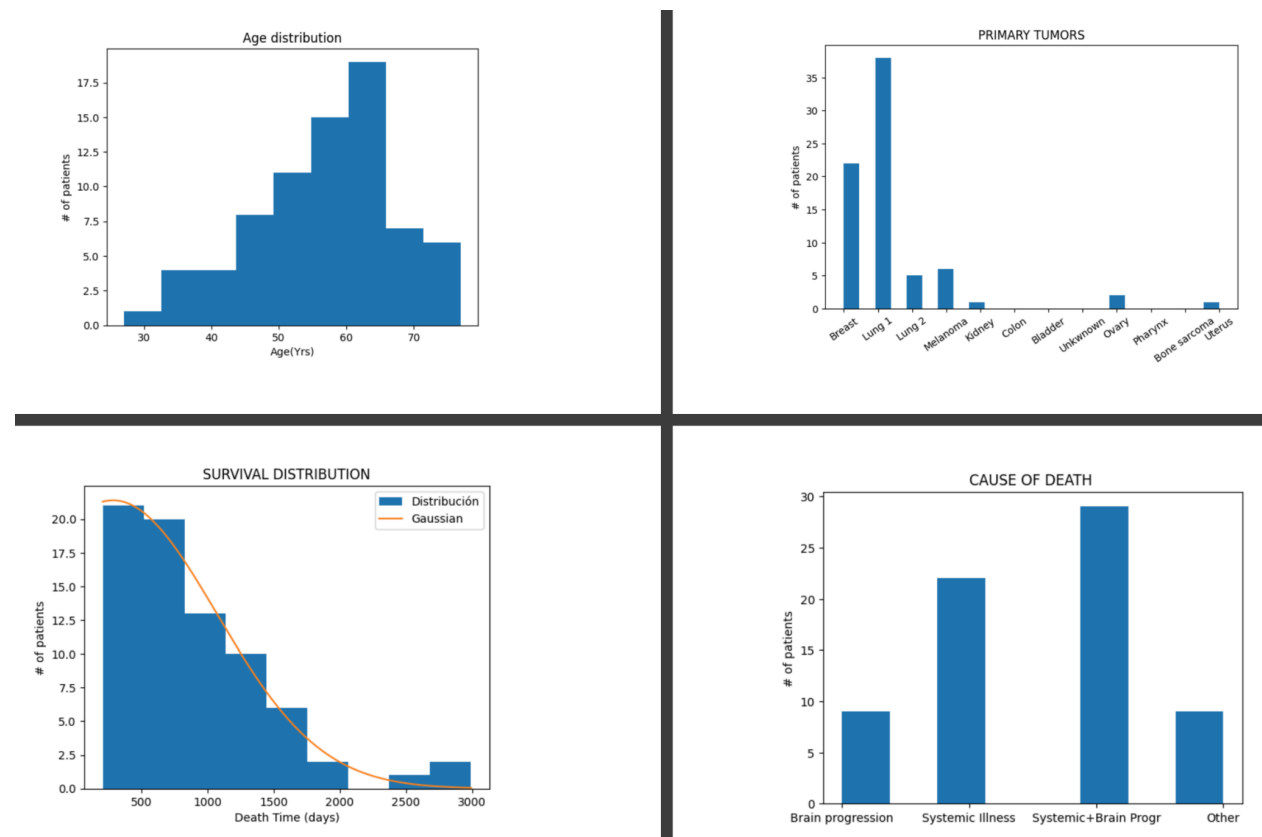 Age distribution
17.5
15.0
12.5
10.0
7.5
5.0
2.5
0.0
# of patients
30 40 50 60 70
Age(Yrs)
PRIMARY TUMORS
35
30
25
20
15
10
5
0
# of patients
Breast Lung 1 Lung 2 Melanoma Kidney Colon Bladder Unkwnown Ovary Pharynx Bone sarcoma Uterus
SURVIVAL DISTRIBUTION
Distribución
Gaussian
20.0
17.5
15.0
12.5
10.0
7.5
5.0
2.5
0.0
# of patients
500 1000 1500 2000 2500 3000
Death Time (days)
CAUSE OF DEATH
30
25
20
15
10
5
0
# of patients
Brain progression Systemic Illness Systemic+Brain Progr Other